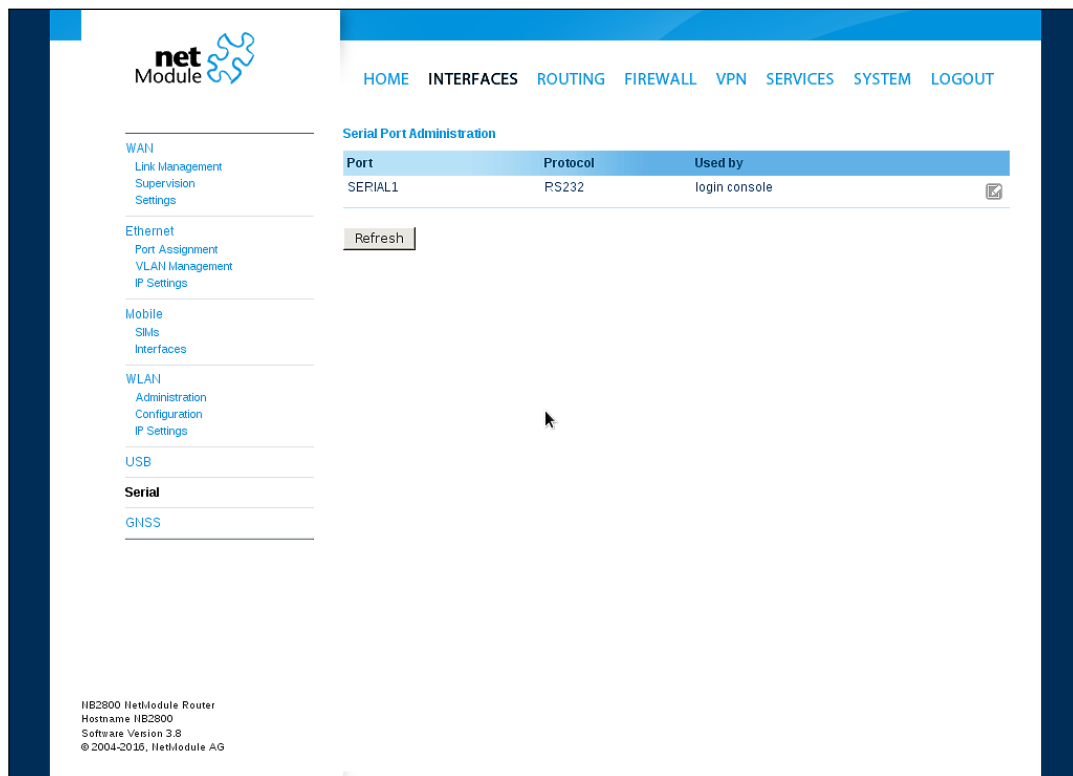 net
Module
HOME INTERFACES ROUTING FIREWALL VPN SERVICES SYSTEM LOGOUT
WAN
Link Management
Supervision
Settings
Ethernet
Port Assignment
VLAN Management
IP Settings
Mobile
SIMs
Interfaces
WLAN
Administration
Configuration
IP Settings
USB
Serial
GNSS
Serial Port Administration
Port Protocol Used by
SERIAL1 RS232 login console
Refresh
NB2800 NetModule Router
Hostname NB2800
Software Version 3.8
© 2004-2016, NetModule AG